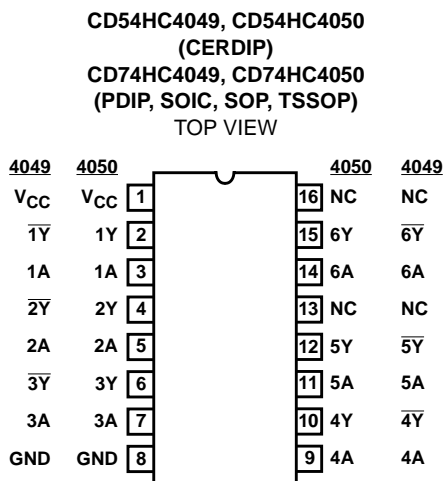 CD54HC4049, CD54HC4050
(CERDIP)
CD74HC4049, CD74HC4050
(PDIP, SOIC, SOP, TSSOP)
TOP VIEW
4049 4050 4050 4049
VCC VCC 1 16 NC NC
1Y̅ 1Y 2 15 6Y 6Y̅
1A 1A 3 14 6A 6A
2Y̅ 2Y 4 13 NC NC
2A 2A 5 12 5Y 5Y̅
3Y̅ 3Y 6 11 5A 5A
3A 3A 7 10 4Y 4Y̅
GND GND 8 9 4A 4A